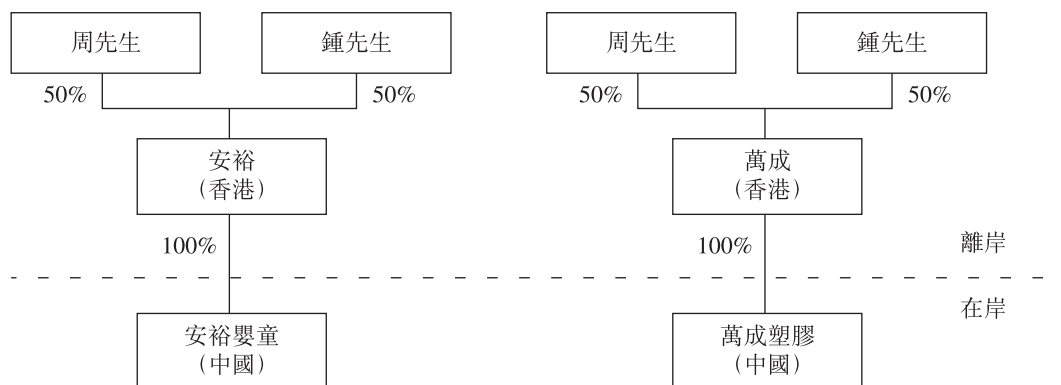 周先生
鍾先生
周先生
鍾先生
50%
50%
50%
50%
安裕
（香港）
萬成
（香港）
100%
100%
離岸
在岸
安裕嬰童
（中國）
萬成塑膠
（中國）